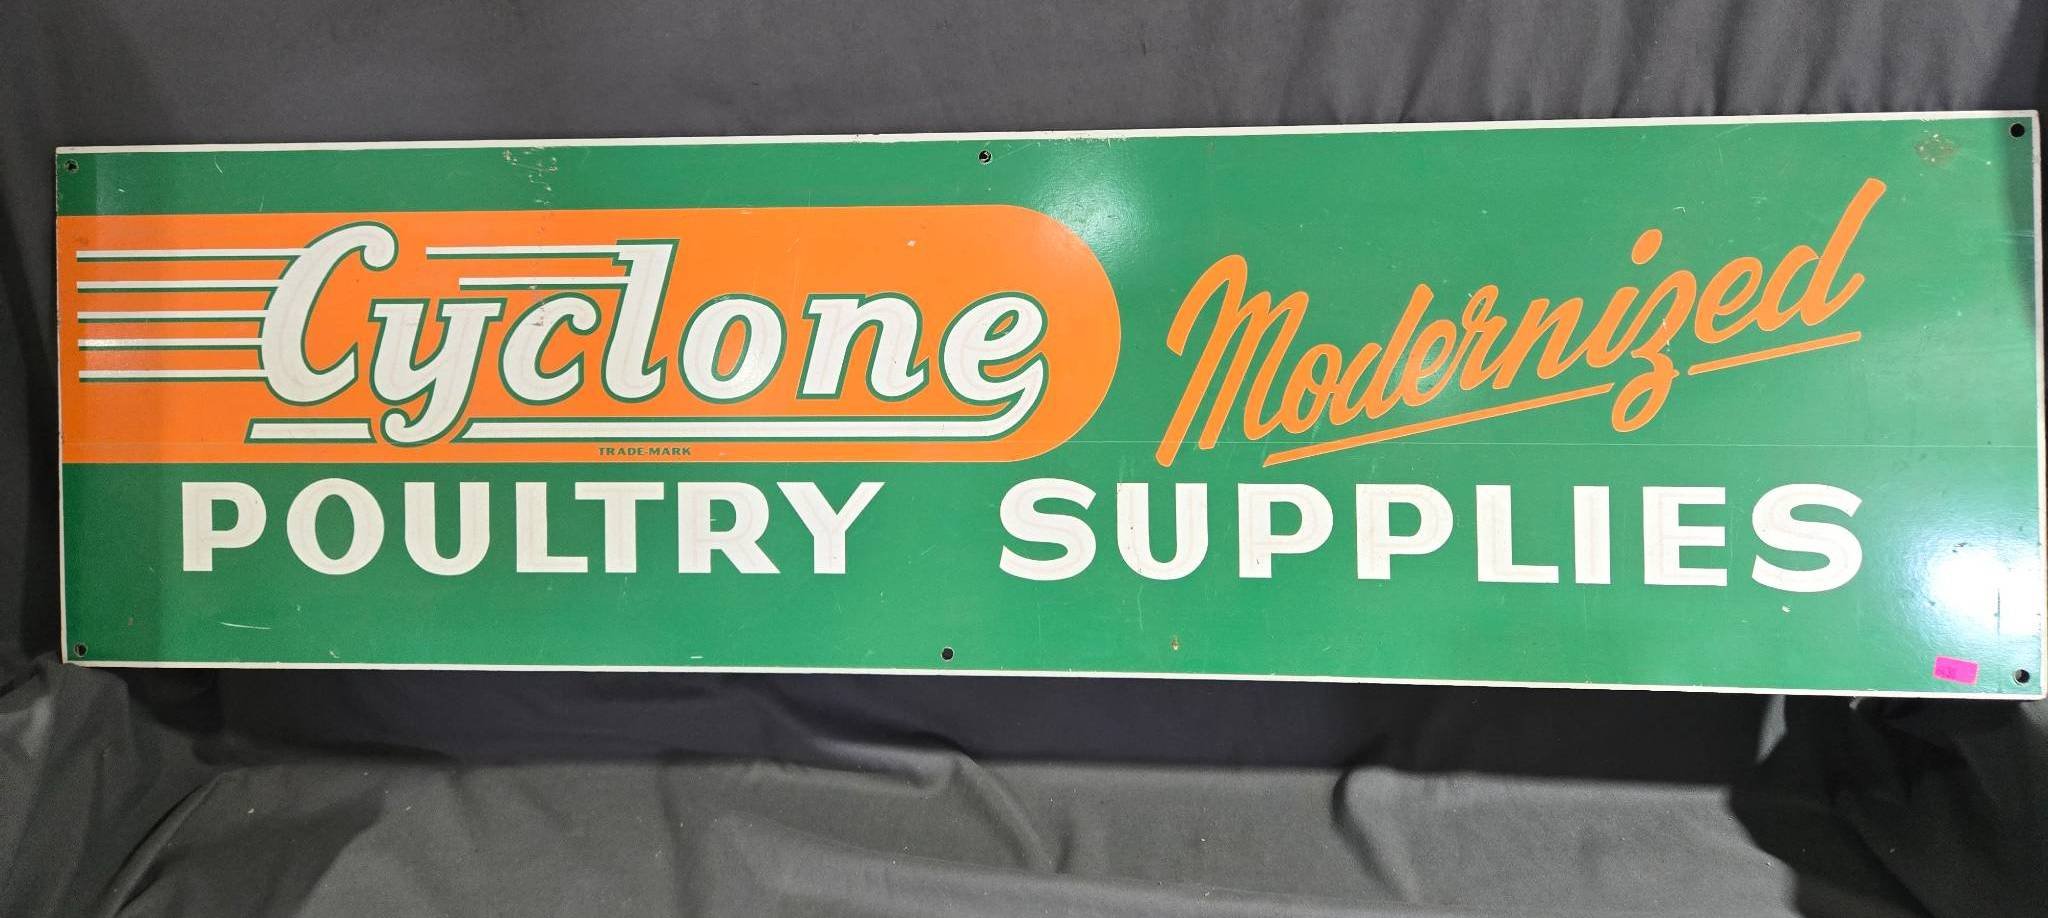 Cyclone Modernized
TRADE-MARK
POULTRY SUPPLIES